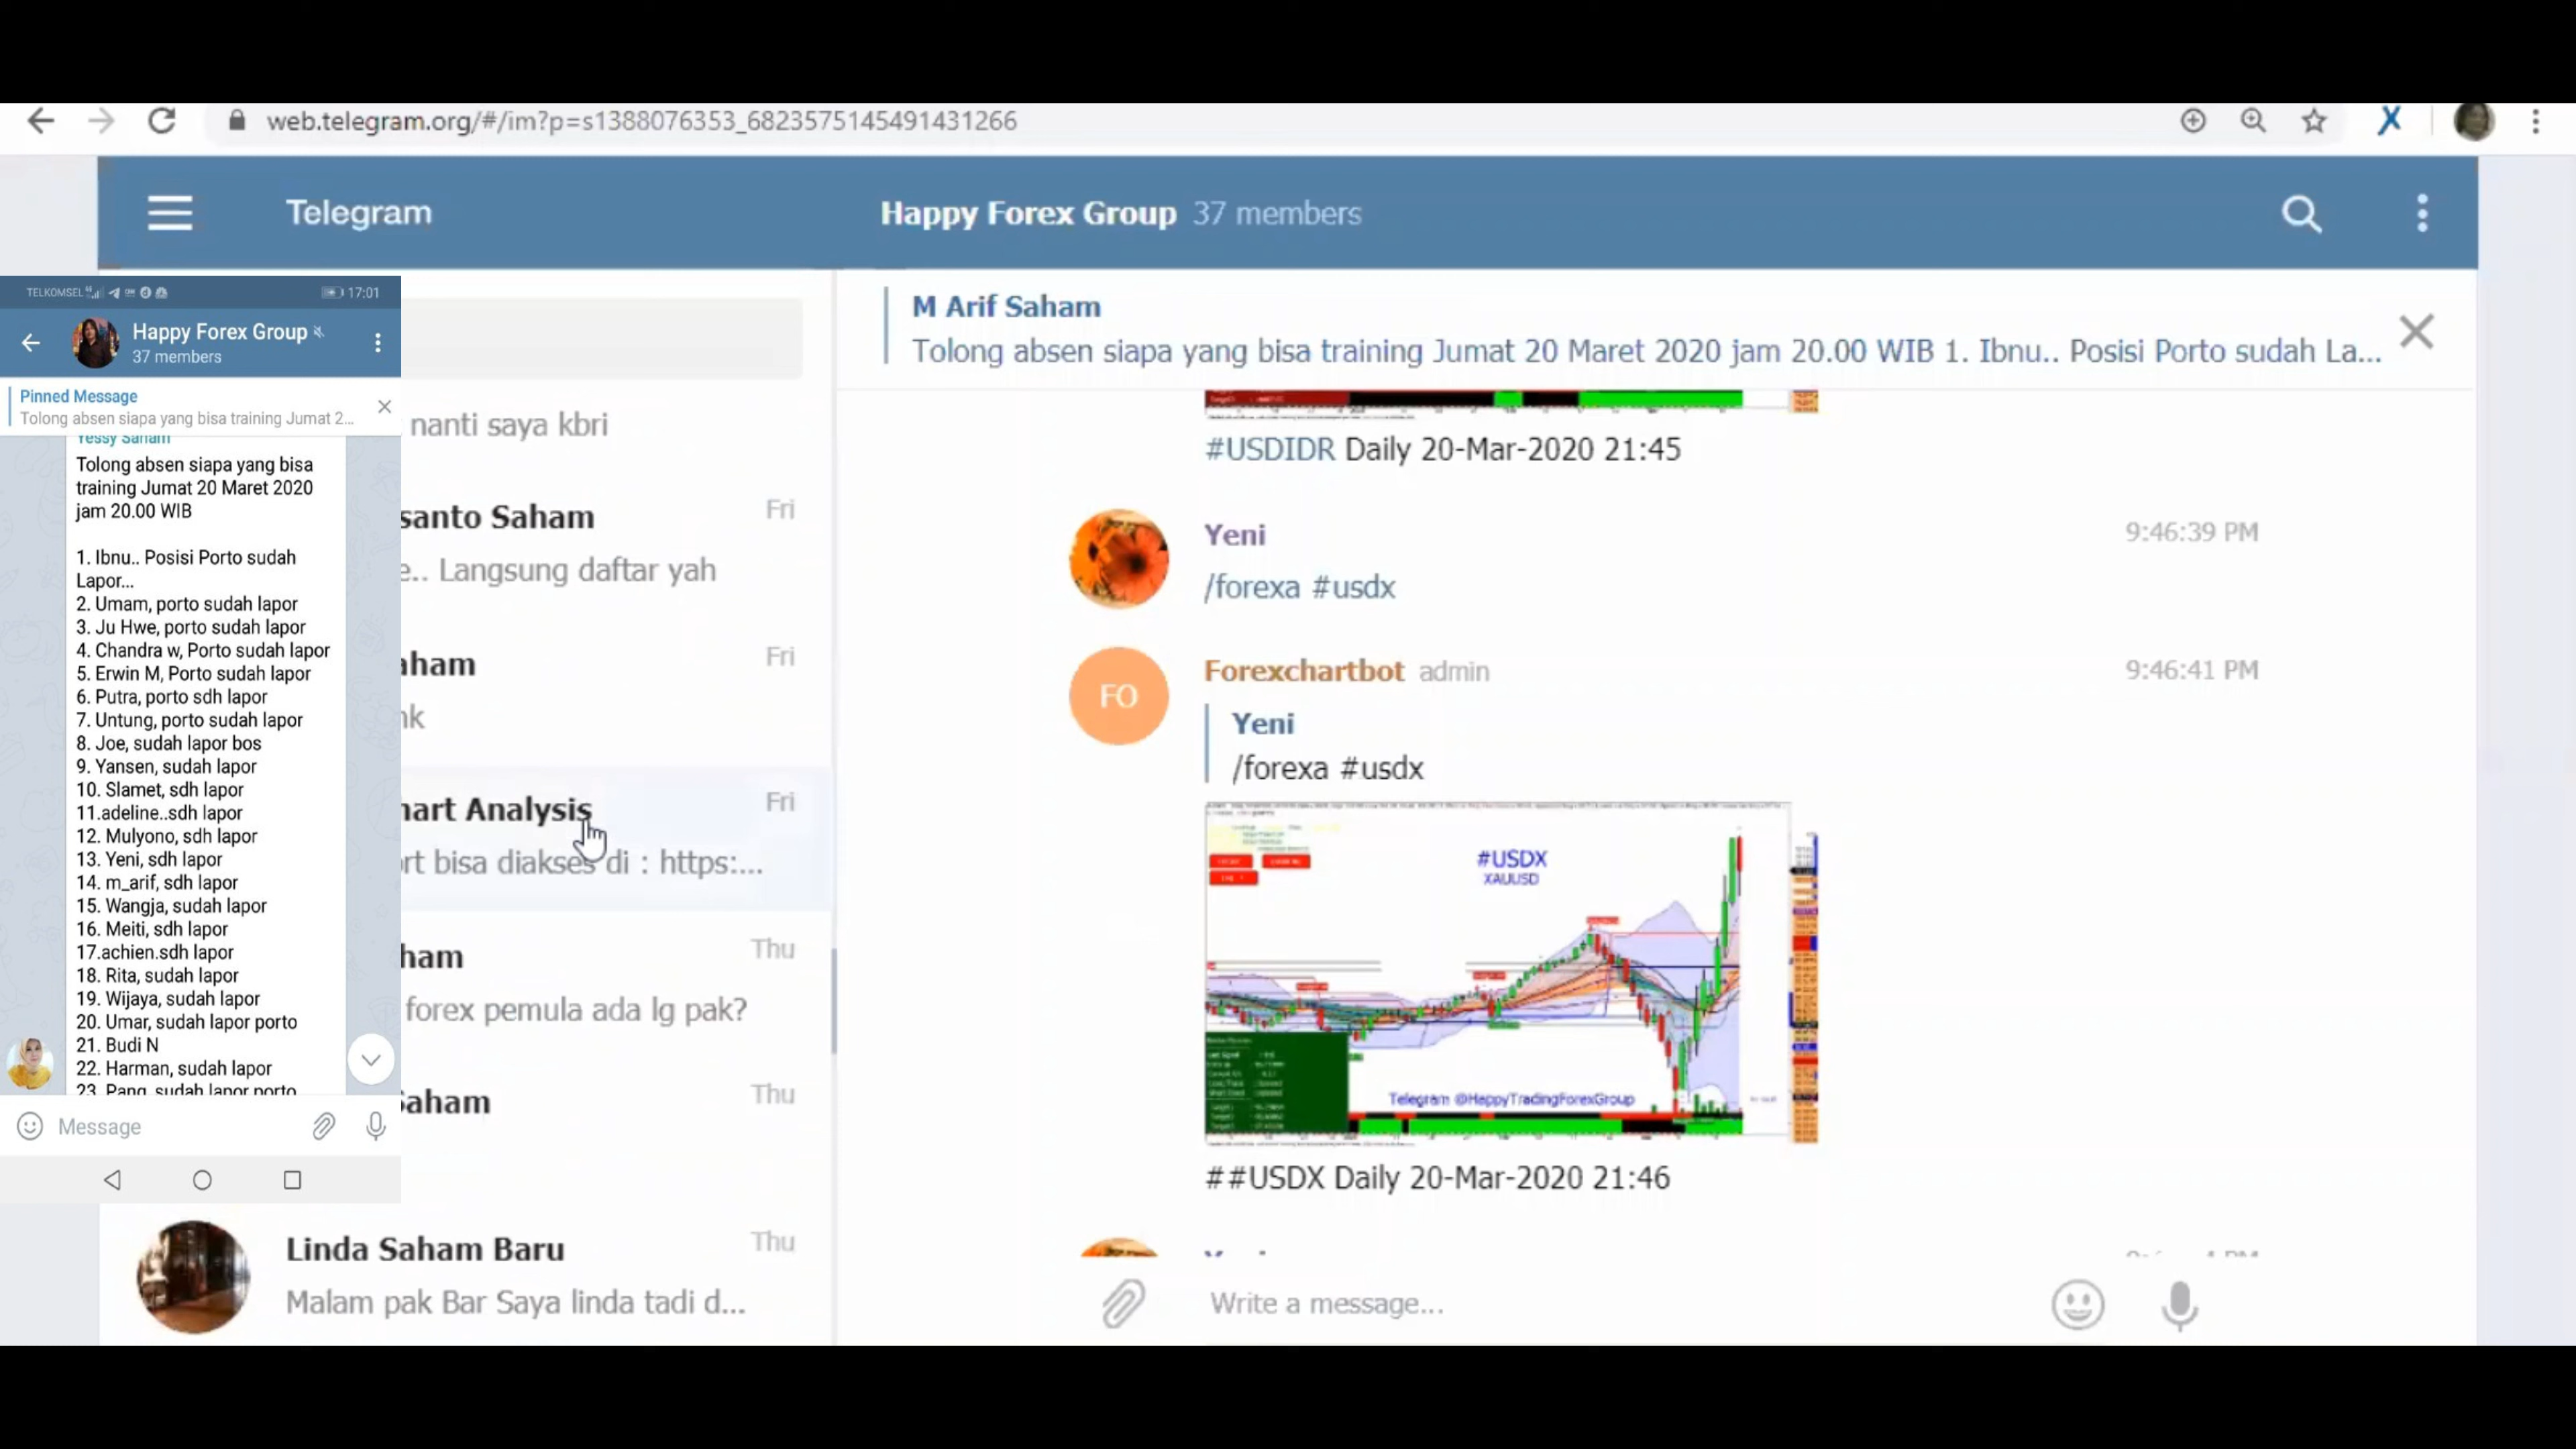 web.telegram.org/#/im?p=s1388076353_6823575145491431266
Telegram
Happy Forex Group 37 members
TELKOMSEL
17:01
Happy Forex Group
37 members
Pinned Message
Tolong absen siapa yang bisa training Jumat 2...
Yessy Saham
Tolong absen siapa yang bisa
training Jumat 20 Maret 2020
jam 20.00 WIB
1. Ibnu.. Posisi Porto sudah
Lapor...
2. Umam, porto sudah lapor
3. Ju Hwe, porto sudah lapor
4. Chandra w, Porto sudah lapor
5. Erwin M, Porto sudah lapor
6. Putra, porto sdh lapor
7. Untung, porto sudah lapor
8. Joe, sudah lapor bos
9. Yansen, sudah lapor
10. Slamet, sdh lapor
11.adeline..sdh lapor
12. Mulyono, sdh lapor
13. Yeni, sdh lapor
14. m_arif, sdh lapor
15. Wangja, sudah lapor
16. Meiti, sdh lapor
17.achien.sdh lapor
18. Rita, sudah lapor
19. Wijaya, sudah lapor
20. Umar, sudah lapor porto
21. Budi N
22. Harman, sudah lapor
23. Pang, sudah lapor porto
Message
nanti saya kbri
santo Saham
Fri
e.. Langsung daftar yah
aham
Fri
nk
hart Analysis
Fri
rt bisa diakses di : https:...
ham
Thu
forex pemula ada lg pak?
aham
Thu
Linda Saham Baru
Thu
Malam pak Bar Saya linda tadi d...
M Arif Saham
Tolong absen siapa yang bisa training Jumat 20 Maret 2020 jam 20.00 WIB 1. Ibnu.. Posisi Porto sudah La...
#USDIDR Daily 20-Mar-2020 21:45
Yeni
9:46:39 PM
/forexa #usdx
FO
Forexchartbot admin
9:46:41 PM
Yeni
/forexa #usdx
#USDX
XAUUSD
Telegram @HappyTradingForexGroup
##USDX Daily 20-Mar-2020 21:46
Write a message...